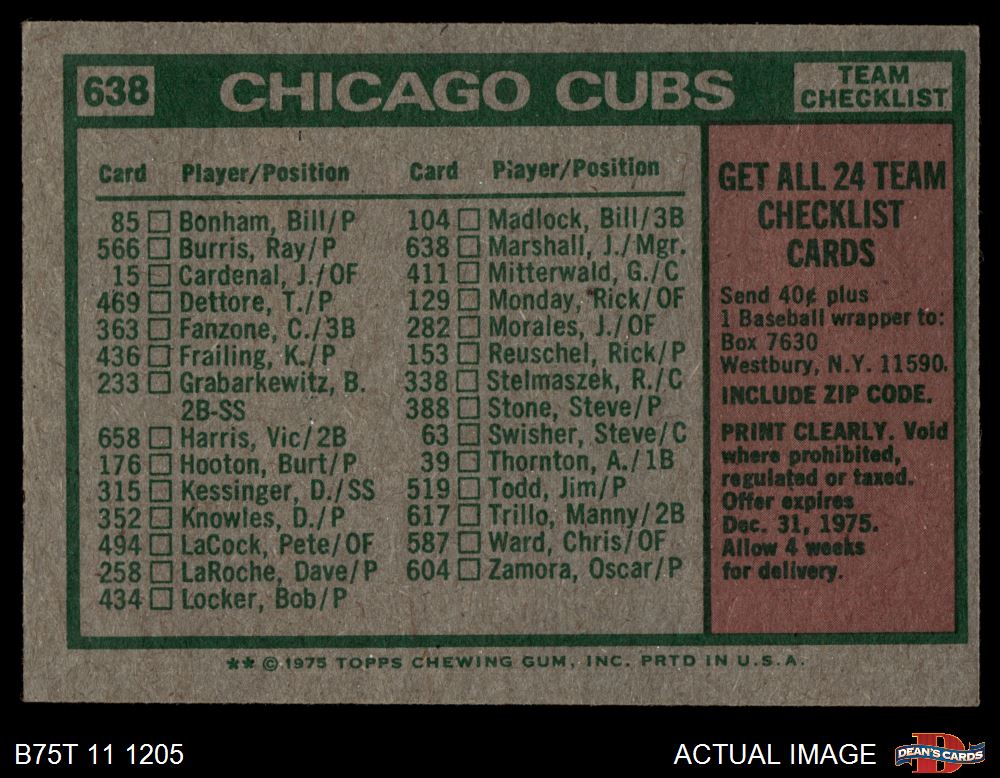 638
CHICAGO CUBS
TEAM
CHECKLIST
Card Player/Position
85 Bonham, Bill/P
566 Burris, Ray/P
15 Cardenal, J./OF
469 Dettore, T./P
363 Fanzone, C./3B
436 Frailing, K./P
233 Grabarkewitz, B.
2B-SS
658 Harris, Vic/2B
176 Hooton, Burt/P
315 Kessinger, D./SS
352 Knowles, D./P
494 LaCock, Pete/OF
258 LaRoche, Dave/P
434 Locker, Bob/P
Card Player/Position
104 Madlock, Bill/3B
638 Marshall, J./Mgr.
411 Mitterwald, G./C
129 Monday, Rick/OF
282 Morales, J./OF
153 Reuschel, Rick/P
338 Stelmaszek, R./C
388 Stone, Steve/P
63 Swisher, Steve/C
39 Thornton, A./1B
519 Todd, Jim/P
617 Trillo, Manny/2B
587 Ward, Chris/OF
604 Zamora, Oscar/P
GET ALL 24 TEAM
CHECKLIST
CARDS
Send 40¢ plus
1 Baseball wrapper to:
Box 7630
Westbury, N.Y. 11590.
INCLUDE ZIP CODE.
PRINT CLEARLY. Void
where prohibited,
regulated or taxed.
Offer expires
Dec. 31, 1975.
Allow 4 weeks
for delivery.
** © 1975 TOPPS CHEWING GUM, INC. PRTD IN U.S.A.
B75T 11 1205
ACTUAL IMAGE
DEAN'S CARDS